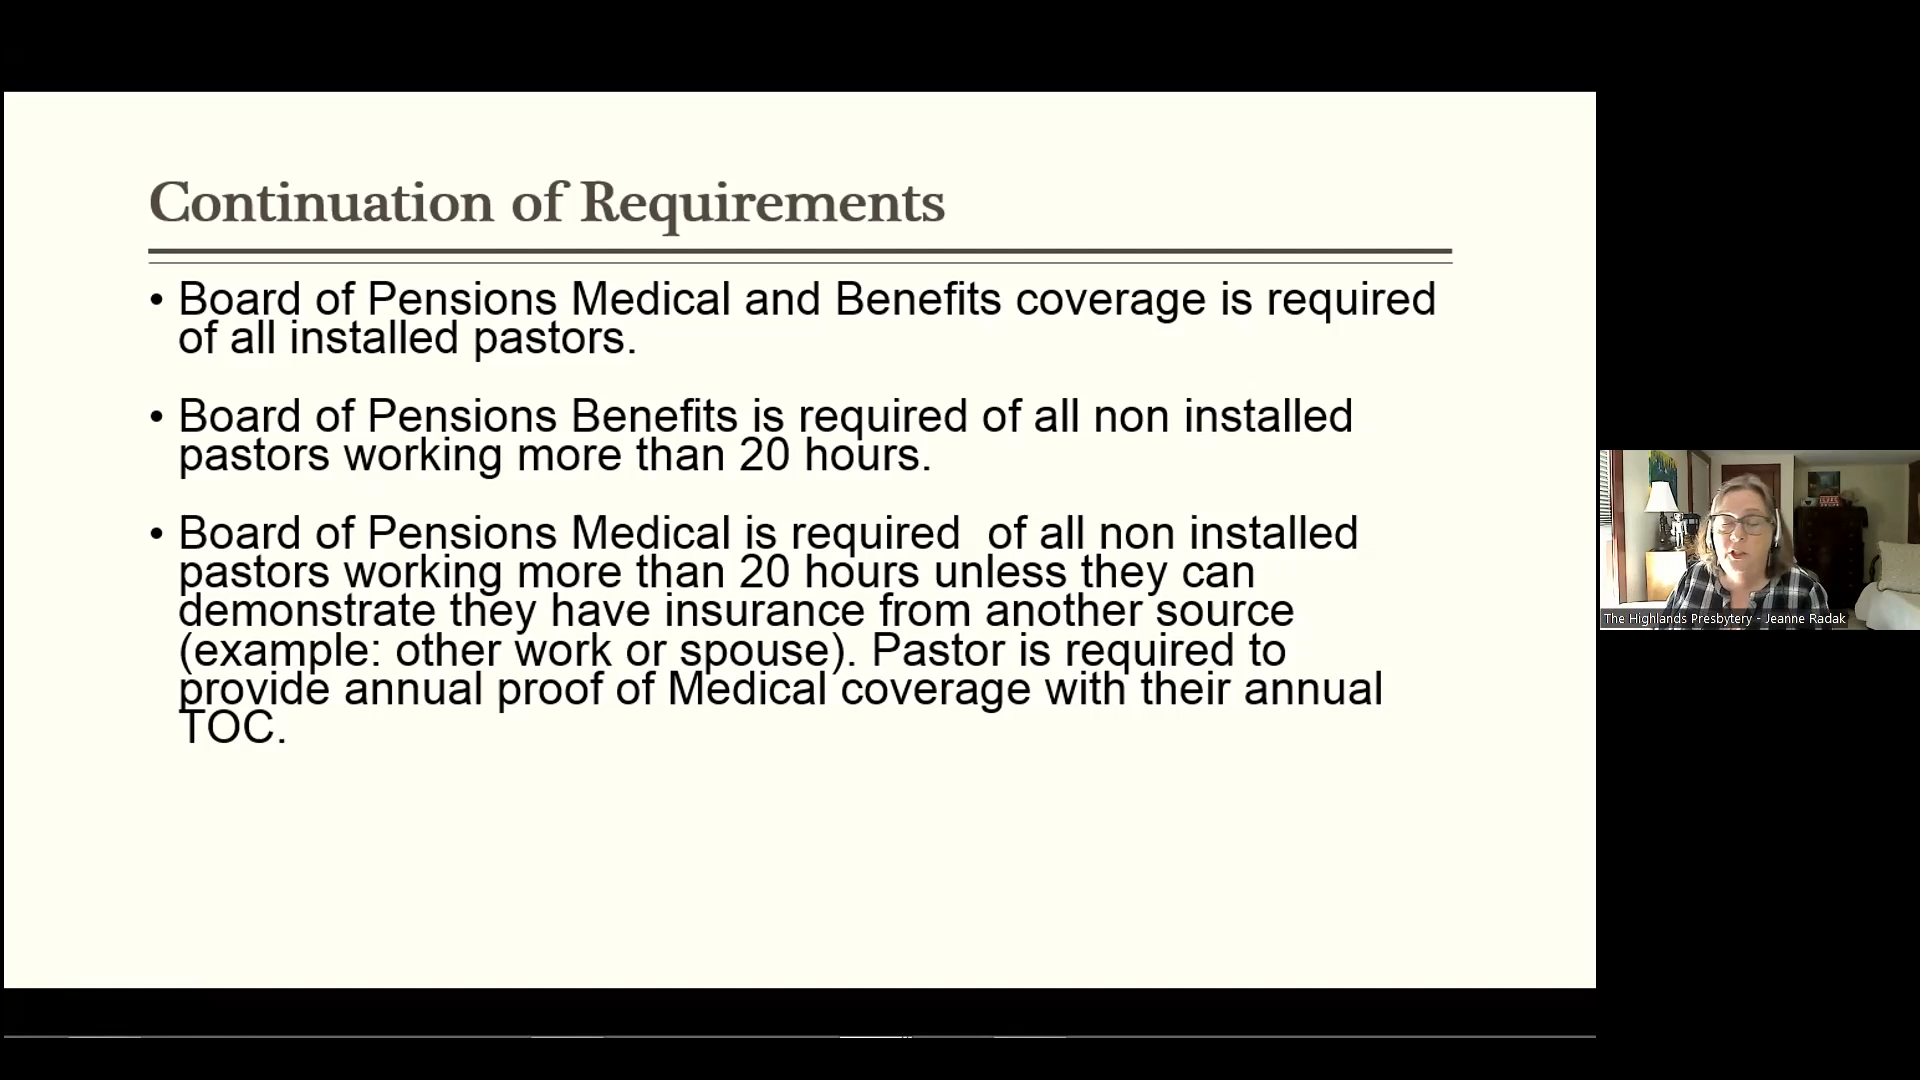 Continuation of Requirements
• Board of Pensions Medical and Benefits coverage is required
of all installed pastors.
• Board of Pensions Benefits is required of all non installed
pastors working more than 20 hours.
• Board of Pensions Medical is required  of all non installed
pastors working more than 20 hours unless they can
demonstrate they have insurance from another source
(example: other work or spouse). Pastor is required to
provide annual proof of Medical coverage with their annual
TOC.
The Highlands Presbytery - Jeanne Radak